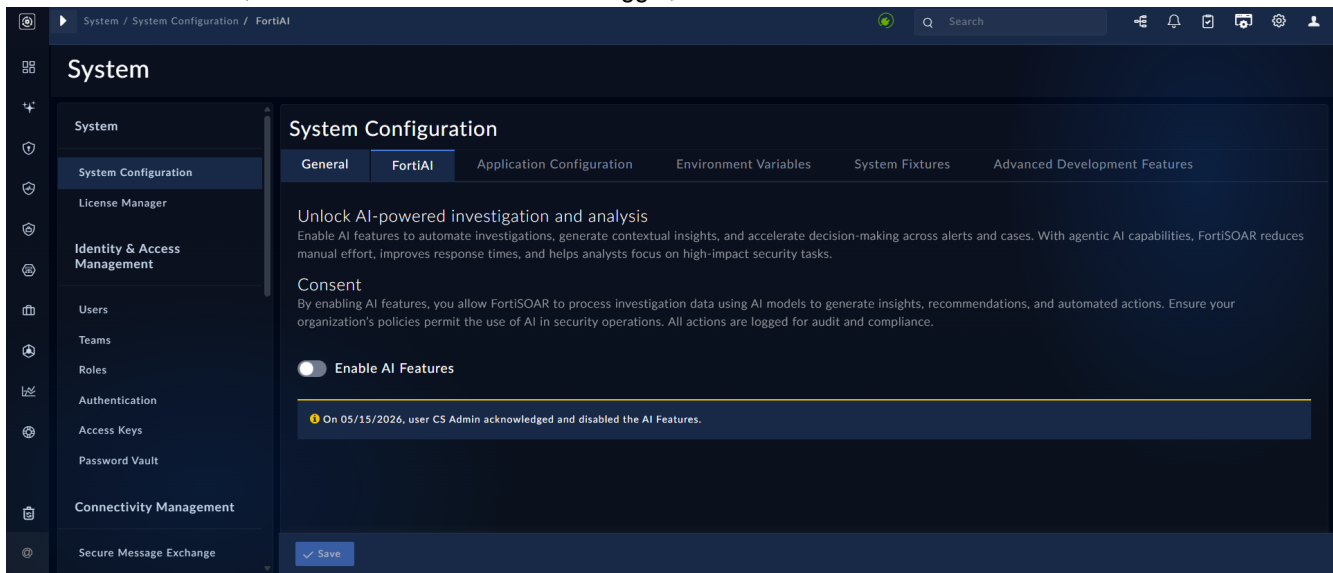 System / System Configuration / FortiAI
Search
System
System
System Configuration
License Manager
Identity & Access
Management
Users
Teams
Roles
Authentication
Access Keys
Password Vault
Connectivity Management
Secure Message Exchange
System Configuration
General FortiAI Application Configuration Environment Variables System Fixtures Advanced Development Features
Unlock AI-powered investigation and analysis
Enable AI features to automate investigations, generate contextual insights, and accelerate decision-making across alerts and cases. With agentic AI capabilities, FortiSOAR reduces
manual effort, improves response times, and helps analysts focus on high-impact security tasks.
Consent
By enabling AI features, you allow FortiSOAR to process investigation data using AI models to generate insights, recommendations, and automated actions. Ensure your
organization's policies permit the use of AI in security operations. All actions are logged for audit and compliance.
Enable AI Features
On 05/15/2026, user CS Admin acknowledged and disabled the AI Features.
Save
@